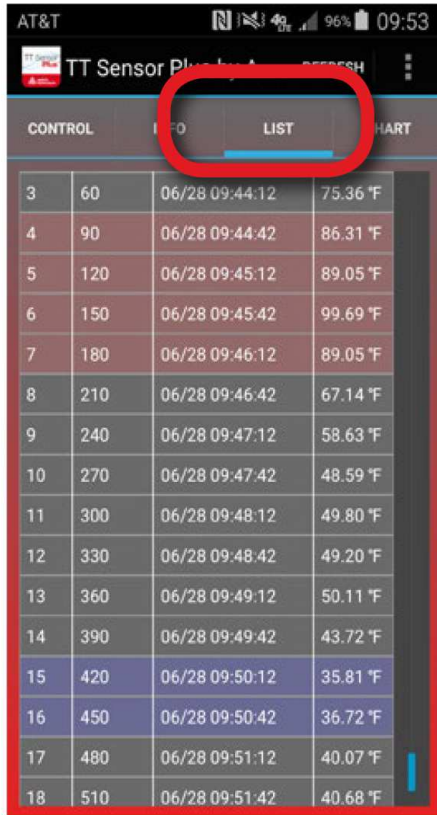 AT&T 4G LTE 96% 09:53
TT Sensor Plus
TT Sensor
CONTROL LIST
3 60 06/28 09:44:12 75.36 °F
4 90 06/28 09:44:42 86.31 °F
5 120 06/28 09:45:12 89.05 °F
6 150 06/28 09:45:42 99.69 °F
7 180 06/28 09:46:12 89.05 °F
8 210 06/28 09:46:42 67.14 °F
9 240 06/28 09:47:12 58.63 °F
10 270 06/28 09:47:42 48.59 °F
11 300 06/28 09:48:12 49.80 °F
12 330 06/28 09:48:42 49.20 °F
13 360 06/28 09:49:12 50.11 °F
14 390 06/28 09:49:42 43.72 °F
15 420 06/28 09:50:12 35.81 °F
16 450 06/28 09:50:42 36.72 °F
17 480 06/28 09:51:12 40.07 °F
18 510 06/28 09:51:42 40.68 °F